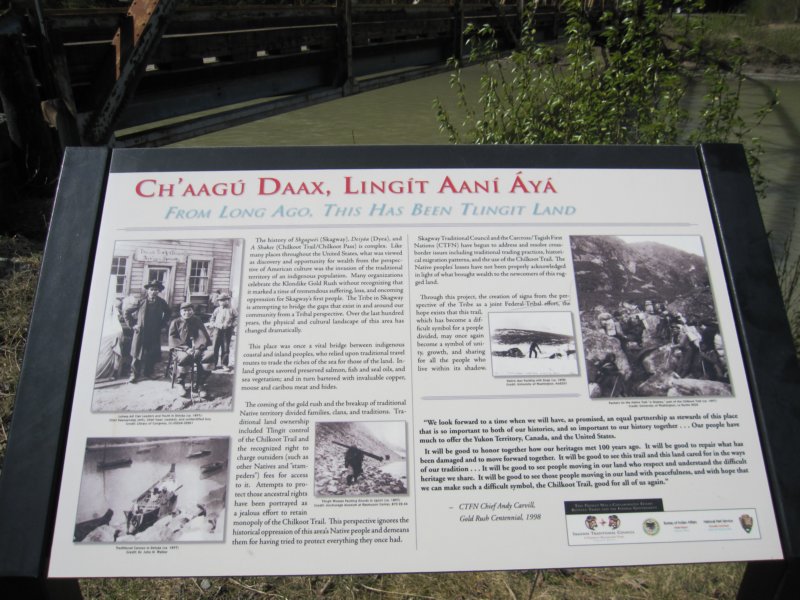 CH'AAGÚ DAAX, LINGÍT AANÍ ÁYÁ
FROM LONG AGO, THIS HAS BEEN TLINGIT LAND
The history of Shgagwéi (Skagway), Deiyáa (Dyea), and
A Shakee (Chilkoot Trail/Chilkoot Pass) is complex. Like
many places throughout the United States, what was viewed
as discovery and opportunity for wealth from the perspec-
tive of American culture was the invasion of the traditional
territory of an indigenous population. Many organizations
celebrate the Klondike Gold Rush without recognizing that
it marked a time of tremendous suffering, loss, and oncoming
oppression for Skagway's first people. The Tribe in Skagway
is attempting to bridge the gaps that exist in and around our
community from a Tribal perspective. Over the last hundred
years, the physical and cultural landscape of this area has
changed dramatically.
This place was once a vital bridge between indigenous
coastal and inland peoples, who relied upon traditional travel
routes to trade the riches of the sea for those of the land. In-
land groups savored preserved salmon, fish and seal oils, and
sea vegetation; and in turn bartered with invaluable copper,
moose and caribou meat and hides.
The coming of the gold rush and the breakup of traditional
Native territory divided families, clans, and traditions. Tra-
ditional land ownership
included Tlingit control
of the Chilkoot Trail and
the recognized right to
charge outsiders (such as
other Natives and "stam-
peders") fees for access
to it. Attempts to pro-
tect those ancestral rights
have been portrayed as
a jealous effort to retain
monopoly of the Chilkoot Trail. This perspective ignores the
historical oppression of this area's Native people and demeans
them for having tried to protect everything they once had.
Skagway Traditional Council and the Carcross/Tagish First
Nations (CTFN) have begun to address and resolve cross-
border issues including traditional trading practices, histori-
cal migration patterns, and the use of the Chilkoot Trail. The
Native peoples' losses have not been properly acknowledged
in light of what brought wealth to the newcomers of this rug-
ged land.
Through this project, the creation of signs from the per-
spective of the Tribe as a joint Federal-Tribal effort, the
hope exists that this trail,
which has become a dif-
ficult symbol for a people
divided, may once again
become a symbol of uni-
ty, growth, and sharing
for all the people who
live within its shadow.
"We look forward to a time when we will have, as promised, an equal partnership as stewards of this place
that is so important to both of our histories, and so important to our history together . . . Our people have
much to offer the Yukon Territory, Canada, and the United States.
It will be good to honor together how our heritages met 100 years ago. It will be good to repair what has
been damaged and to move forward together. It will be good to see this trail and this land cared for in the ways
of our tradition . . . It will be good to see people moving in our land who respect and understand the difficult
heritage we share. It will be good to see those people moving in our land with peacefulness, and with hope that
we can make such a difficult symbol, the Chilkoot Trail, good for all of us again."
- CTFN Chief Andy Carvill,
Gold Rush Centennial, 1998
SKAGWAY TRADITIONAL COUNCIL
Bureau of Indian Affairs
National Park Service